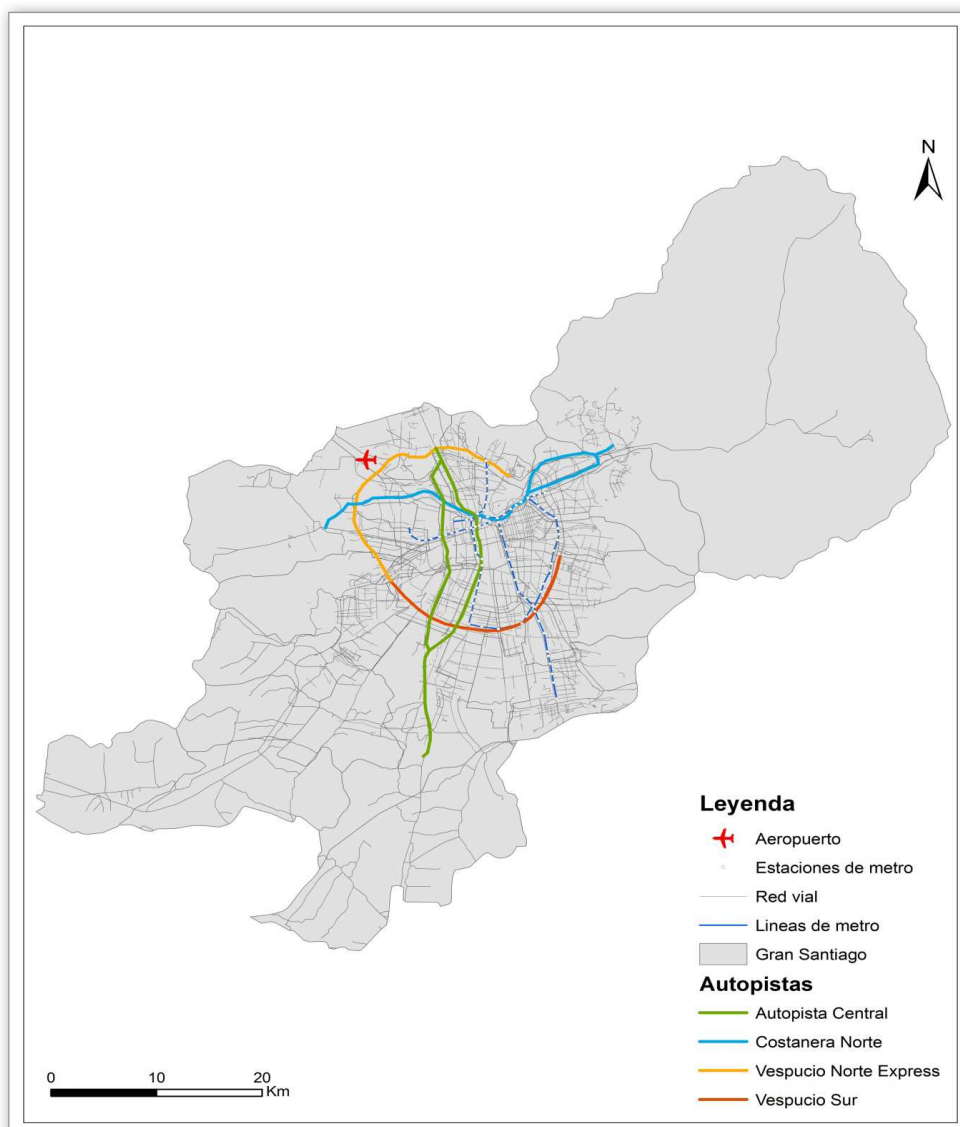 N
Leyenda
Aeropuerto
Estaciones de metro
Red vial
Lineas de metro
Gran Santiago
Autopistas
Autopista Central
Costanera Norte
Vespucio Norte Express
Vespucio Sur
0 10 20
Km